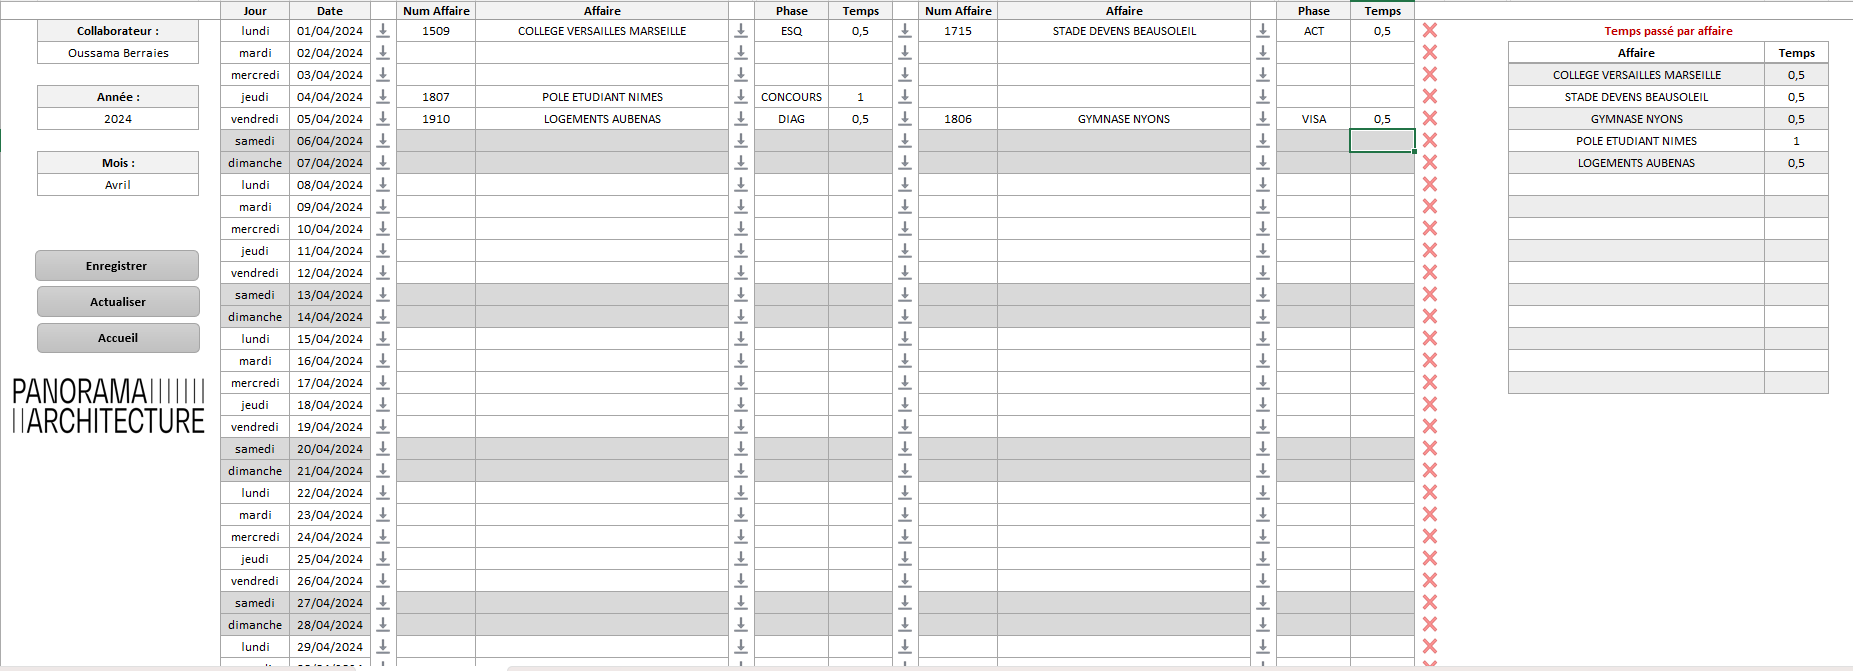 Jour Date Num Affaire Affaire Phase Temps Num Affaire Affaire Phase Temps
Collaborateur : lundi 01/04/2024 1509 COLLEGE VERSAILLES MARSEILLE ESQ 0,5 1715 STADE DEVENS BEAUSOLEIL ACT 0,5 Temps passé par affaire
Oussama Berraies mardi 02/04/2024 Affaire Temps
mercredi 03/04/2024 COLLEGE VERSAILLES MARSEILLE 0,5
Année : jeudi 04/04/2024 1807 POLE ETUDIANT NIMES CONCOURS 1 STADE DEVENS BEAUSOLEIL 0,5
2024 vendredi 05/04/2024 1910 LOGEMENTS AUBENAS DIAG 0,5 1806 GYMNASE NYONS VISA 0,5 GYMNASE NYONS 0,5
samedi 06/04/2024 POLE ETUDIANT NIMES 1
Mois : dimanche 07/04/2024 LOGEMENTS AUBENAS 0,5
Avril lundi 08/04/2024
mardi 09/04/2024
mercredi 10/04/2024
jeudi 11/04/2024
Enregistrer vendredi 12/04/2024
samedi 13/04/2024
Actualiser dimanche 14/04/2024
Accueil lundi 15/04/2024
mardi 16/04/2024
PANORAMA mercredi 17/04/2024
ARCHITECTURE jeudi 18/04/2024
vendredi 19/04/2024
samedi 20/04/2024
dimanche 21/04/2024
lundi 22/04/2024
mardi 23/04/2024
mercredi 24/04/2024
jeudi 25/04/2024
vendredi 26/04/2024
samedi 27/04/2024
dimanche 28/04/2024
lundi 29/04/2024